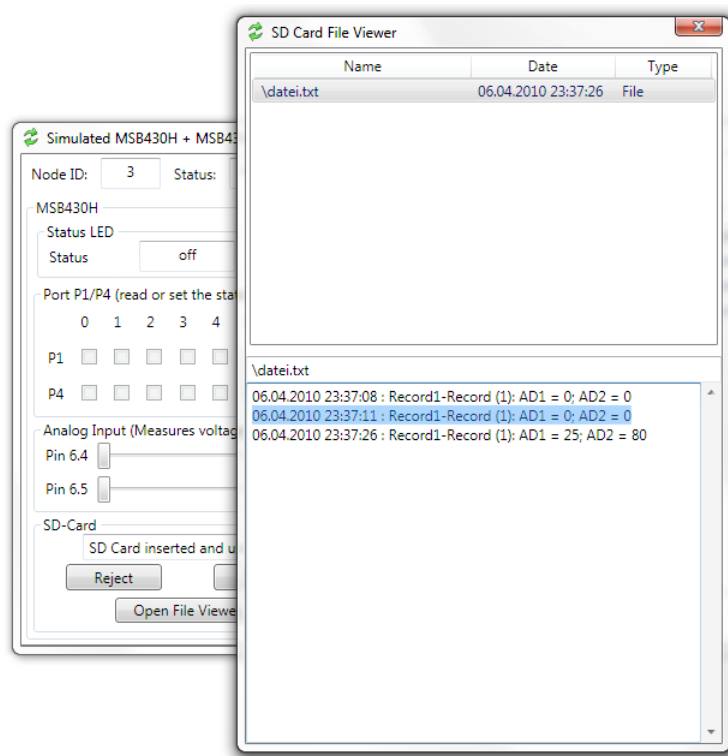 SD Card File Viewer
Name Date Type
\datei.txt 06.04.2010 23:37:26 File
\datei.txt
06.04.2010 23:37:08 : Record1-Record (1): AD1 = 0; AD2 = 0
06.04.2010 23:37:11 : Record1-Record (1): AD1 = 0; AD2 = 0
06.04.2010 23:37:26 : Record1-Record (1): AD1 = 25; AD2 = 80
Simulated MSB430H + MSB43
Node ID: 3 Status:
MSB430H
Status LED
Status off
Port P1/P4 (read or set the stat
0 1 2 3 4
P1
P4
Analog Input (Measures voltag
Pin 6.4
Pin 6.5
SD-Card
SD Card inserted and u
Reject
Open File Viewe